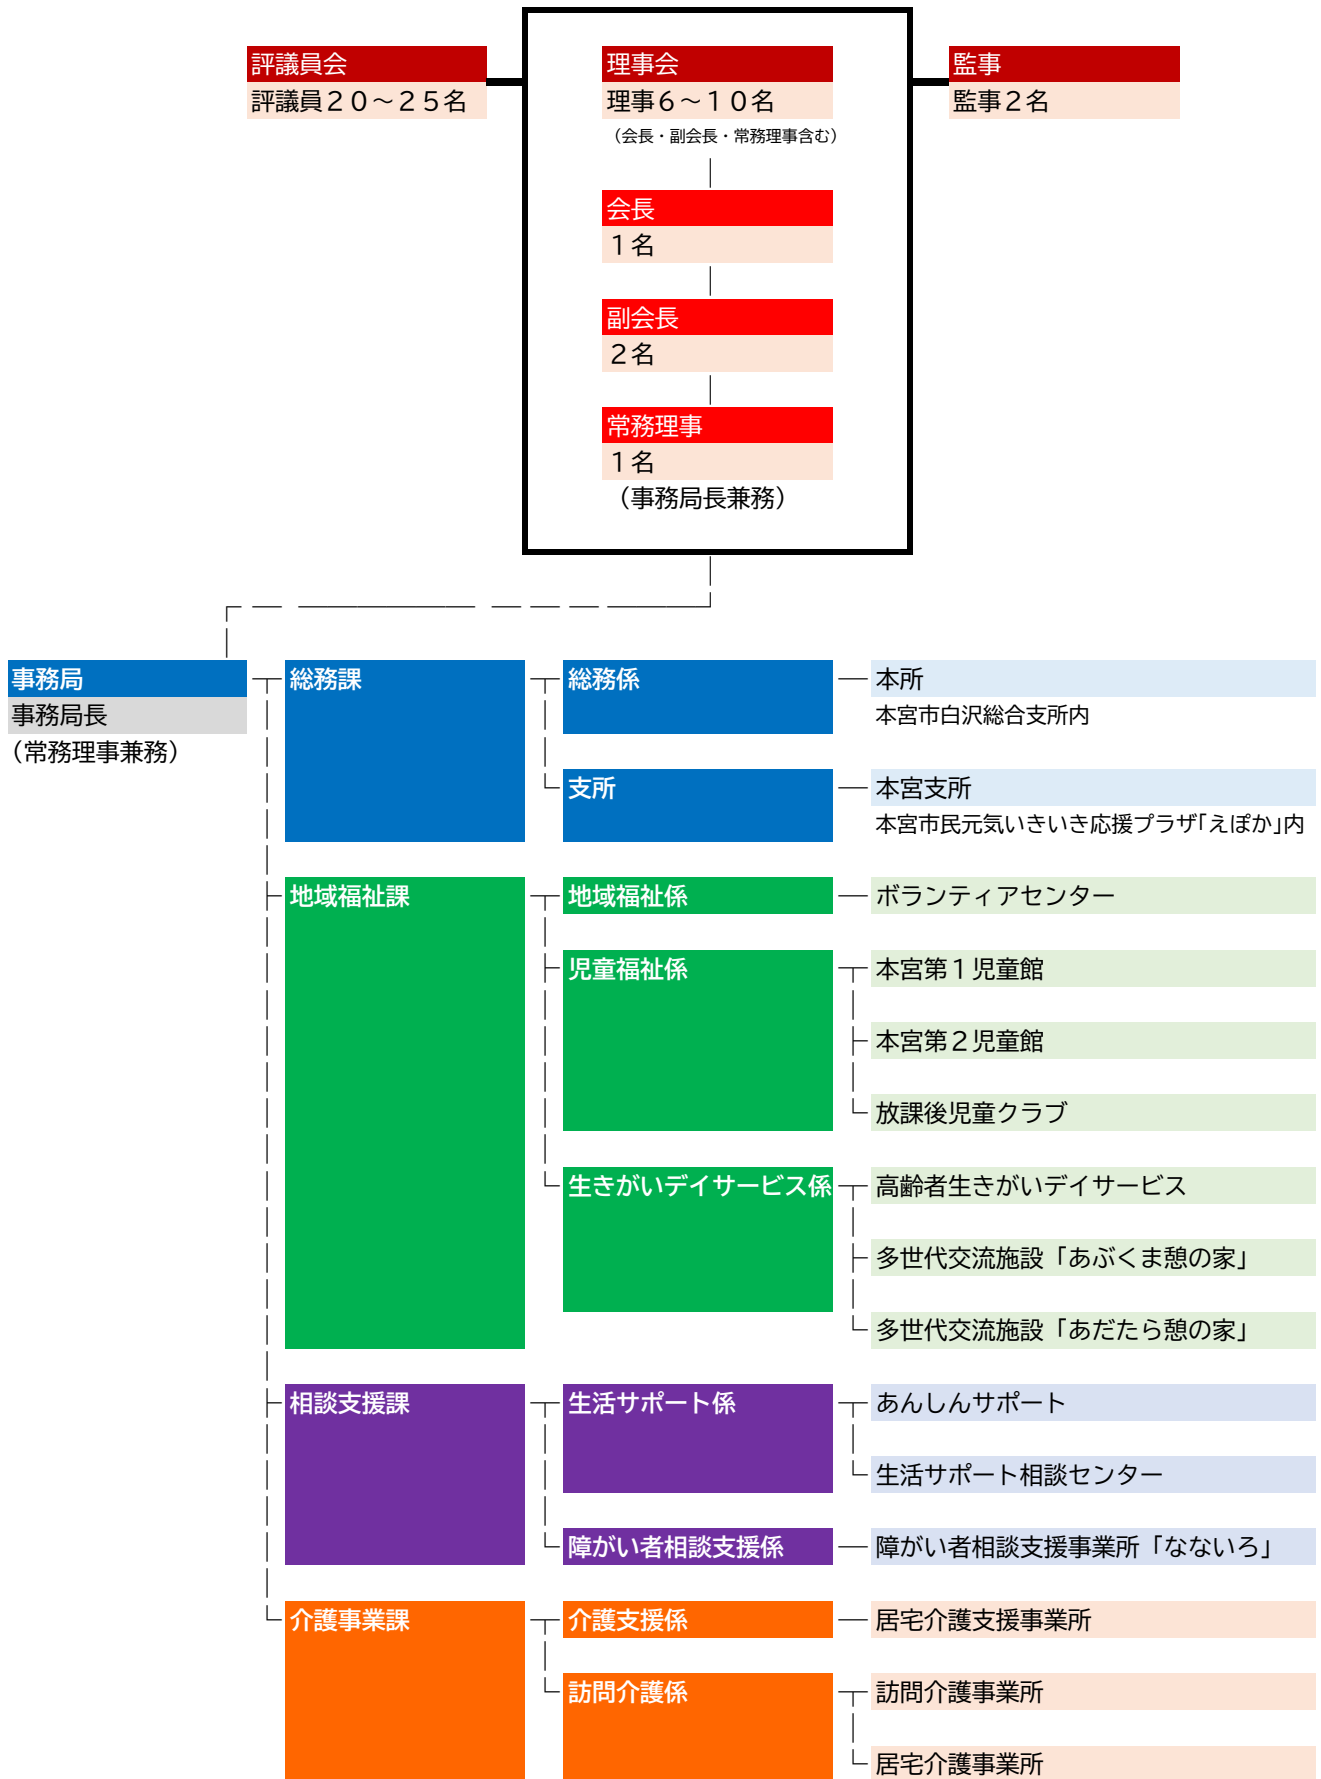 評議員会
評議員２０～２５名
理事会
理事６～１０名
（会長・副会長・常務理事含む）
監事
監事２名
会長
１名
副会長
２名
常務理事
１名
（事務局長兼務）
事務局
事務局長
（常務理事兼務）
総務課
総務係
本所
本宮市白沢総合支所内
支所
本宮支所
本宮市民元気いきいき応援プラザ｢えぽか｣内
地域福祉課
地域福祉係
ボランティアセンター
児童福祉係
本宮第１児童館
本宮第２児童館
放課後児童クラブ
生きがいデイサービス係
高齢者生きがいデイサービス
多世代交流施設「あぶくま憩の家」
多世代交流施設「あだたら憩の家」
相談支援課
生活サポート係
あんしんサポート
生活サポート相談センター
障がい者相談支援係
障がい者相談支援事業所「なないろ」
介護事業課
介護支援係
居宅介護支援事業所
訪問介護係
訪問介護事業所
居宅介護事業所